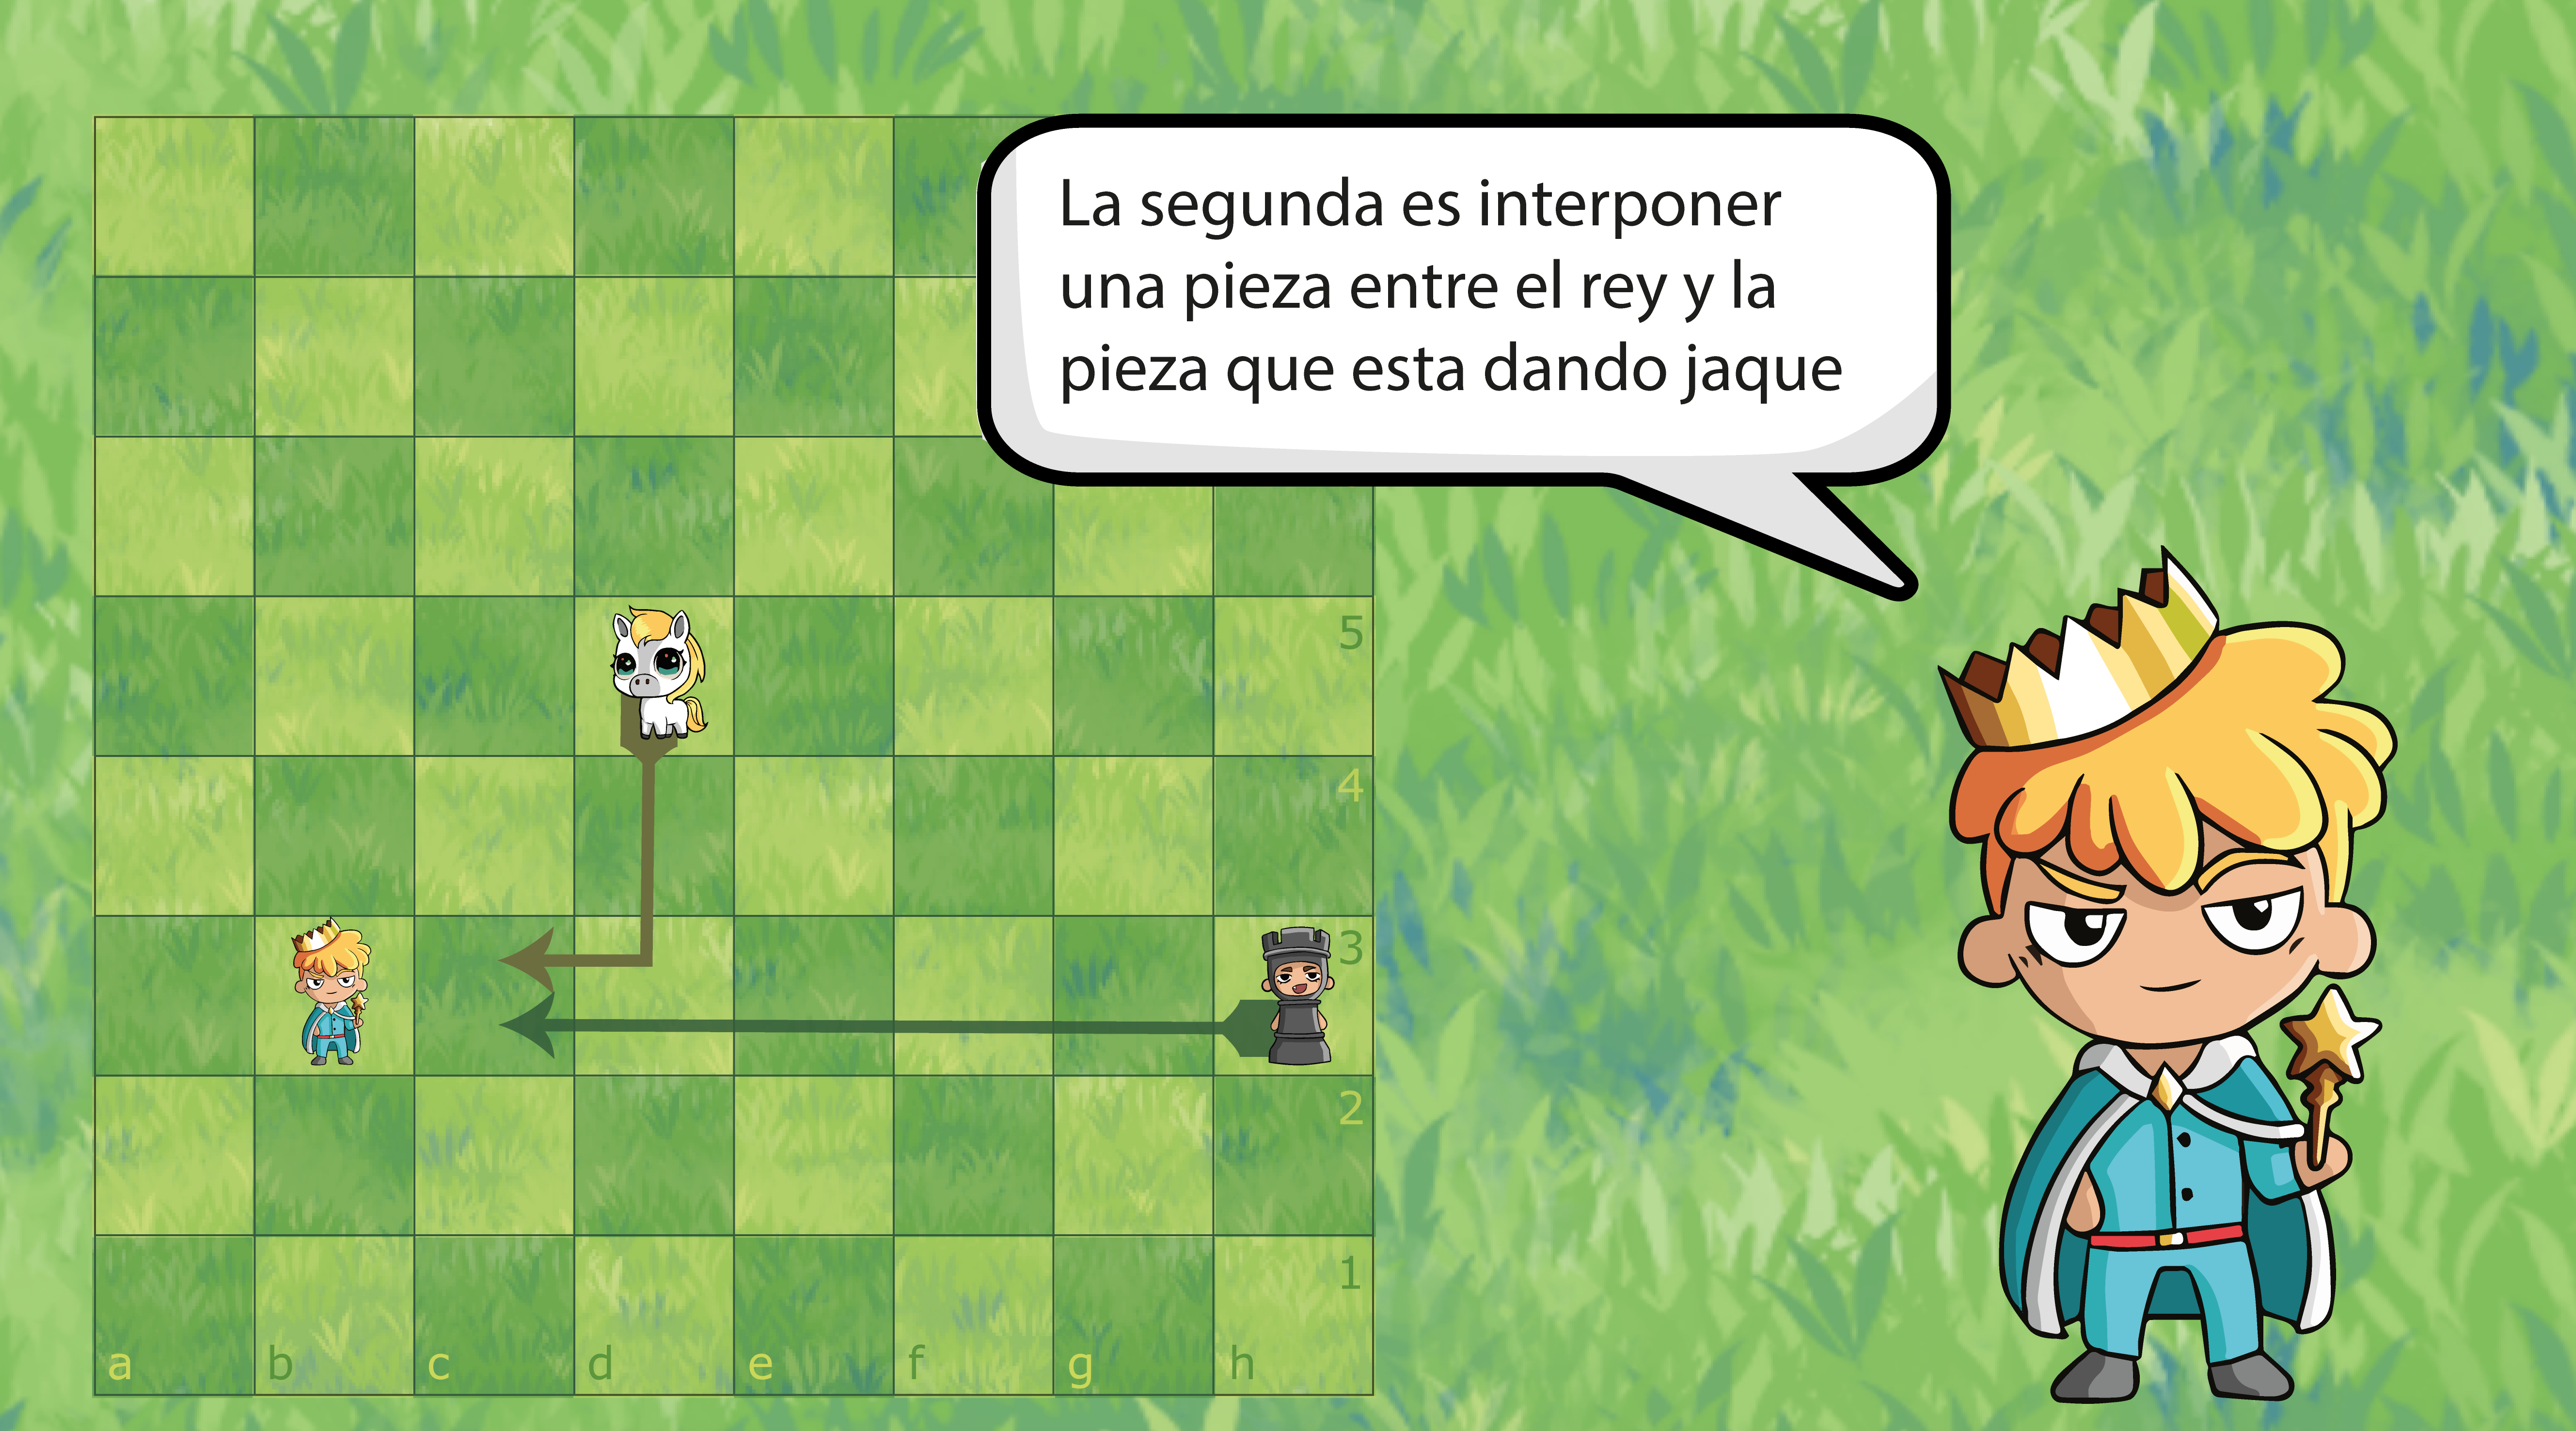 La segunda es interponer
una pieza entre el rey y la
pieza que esta dando jaque
5
4
3
2
1
a b c d e f g h